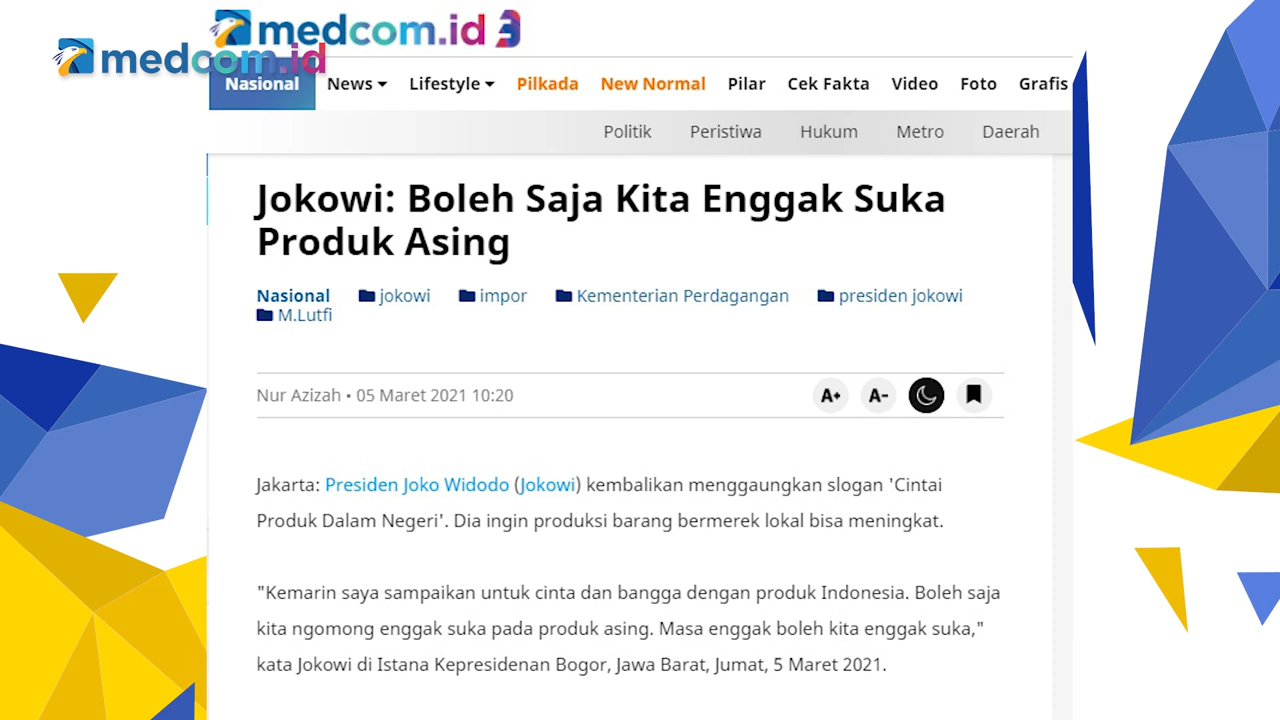 medcom.id
medcom.id
Nasional News Lifestyle Pilkada New Normal Pilar Cek Fakta Video Foto Grafis
Politik Peristiwa Hukum Metro Daerah
Jokowi: Boleh Saja Kita Enggak Suka
Produk Asing
Nasional jokowi impor Kementerian Perdagangan presiden jokowi
M.Lutfi
Nur Azizah • 05 Maret 2021 10:20 A+ A-
Jakarta: Presiden Joko Widodo (Jokowi) kembalikan menggaungkan slogan 'Cintai
Produk Dalam Negeri'. Dia ingin produksi barang bermerek lokal bisa meningkat.
"Kemarin saya sampaikan untuk cinta dan bangga dengan produk Indonesia. Boleh saja
kita ngomong enggak suka pada produk asing. Masa enggak boleh kita enggak suka,"
kata Jokowi di Istana Kepresidenan Bogor, Jawa Barat, Jumat, 5 Maret 2021.